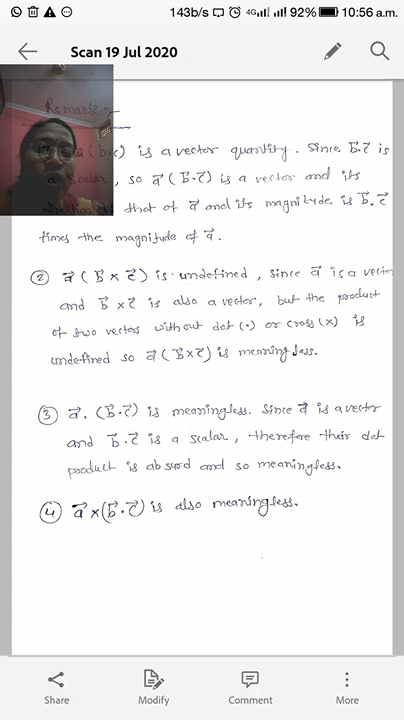 143b/s 4G 92% 10:56 a.m.
Scan 19 Jul 2020
Remark :-
(b⃗.c⃗) is a vector quantity. Since b⃗.c⃗ is
a scalar, so a⃗(b⃗.c⃗) is a vector and its
that of a⃗ and its magnitude is b⃗.c⃗
times the magnitude of a⃗.
② a⃗(b⃗×c⃗) is undefined, since a⃗ is a vector
and b⃗×c⃗ is also a vector, but the product
of two vectos without dot (·) or cross (×) is
undefined so a⃗(b⃗×c⃗) is meaningless.
③ a⃗.(b⃗.c⃗) is meaningless. Since a⃗ is a vector
and b⃗.c⃗ is a scalar, therefore their dot
product is absurd and so meaningless.
④ a⃗×(b⃗.c⃗) is also meaningless.
Share Modify Comment More